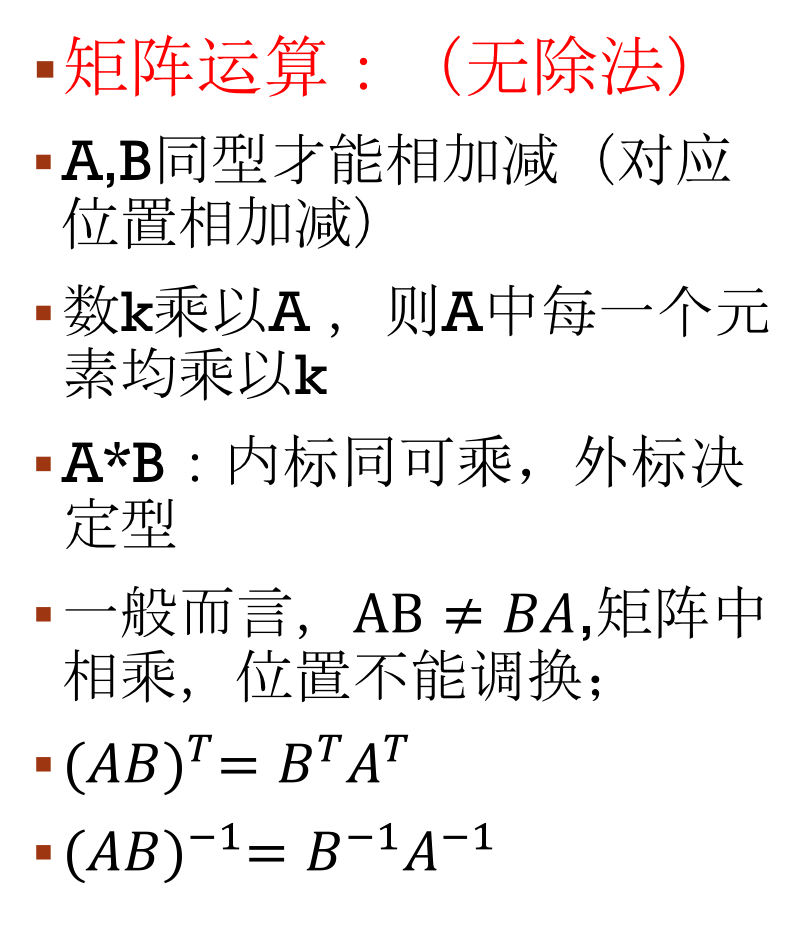 ▪矩阵运算：（无除法）
▪A,B同型才能相加减（对应
位置相加减）
▪数k乘以A，则A中每一个元
素均乘以k
▪A*B：内标同可乘，外标决
定型
▪一般而言，AB ≠ BA,矩阵中
相乘，位置不能调换；
▪(AB)ᵀ= BᵀAᵀ
▪(AB)⁻¹= B⁻¹A⁻¹